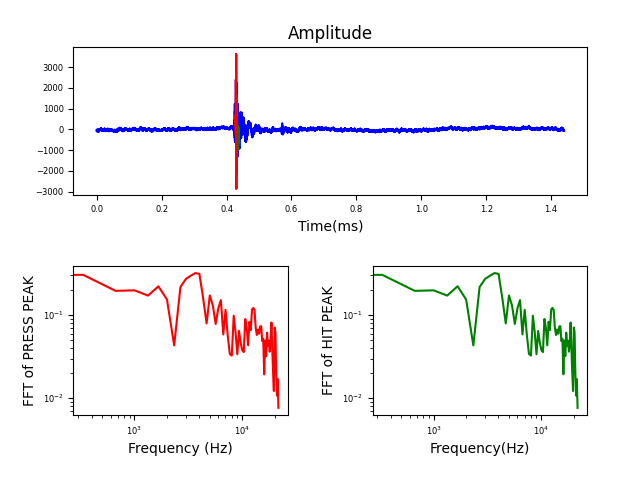 Amplitude
3000
2000
1000
0
−1000
−2000
−3000
0.0 0.2 0.4 0.6 0.8 1.0 1.2 1.4
Time(ms)
FFT of PRESS PEAK
10⁻¹
10⁻²
10³ 10⁴
Frequency (Hz)
FFT of HIT PEAK
10⁻¹
10⁻²
10³ 10⁴
Frequency(Hz)